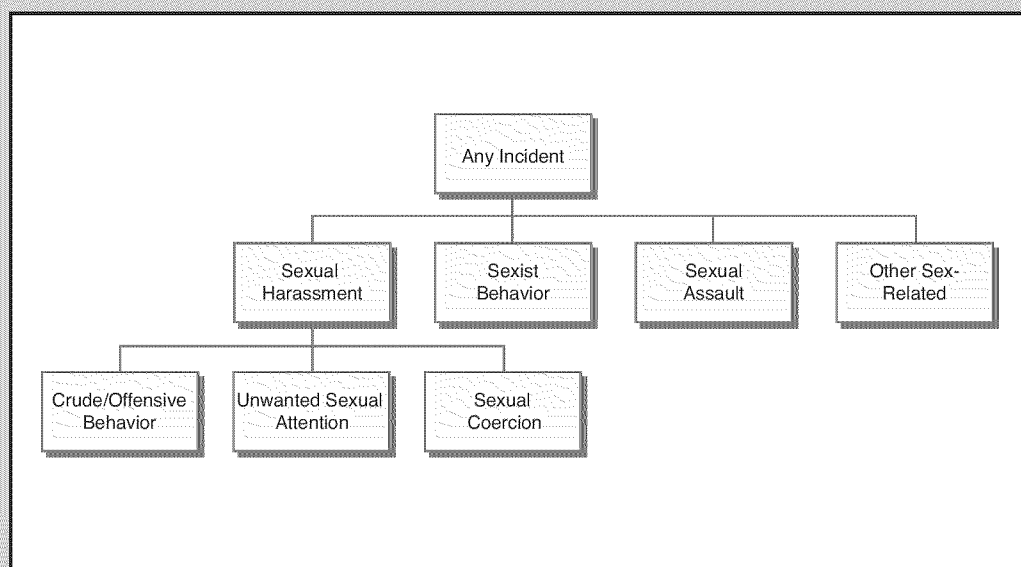 Any Incident
Sexual
Harassment
Sexist
Behavior
Sexual
Assault
Other Sex-
Related
Crude/Offensive
Behavior
Unwanted Sexual
Attention
Sexual
Coercion